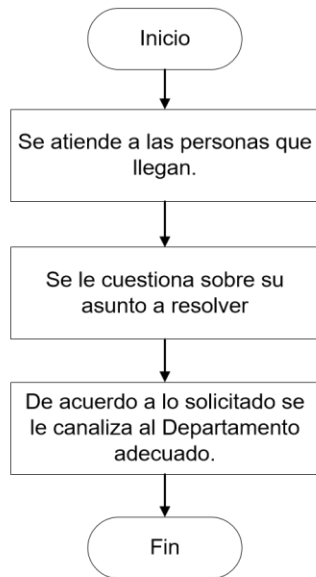 Inicio
Se atiende a las personas que
llegan.
Se le cuestiona sobre su
asunto a resolver
De acuerdo a lo solicitado se
le canaliza al Departamento
adecuado.
Fin